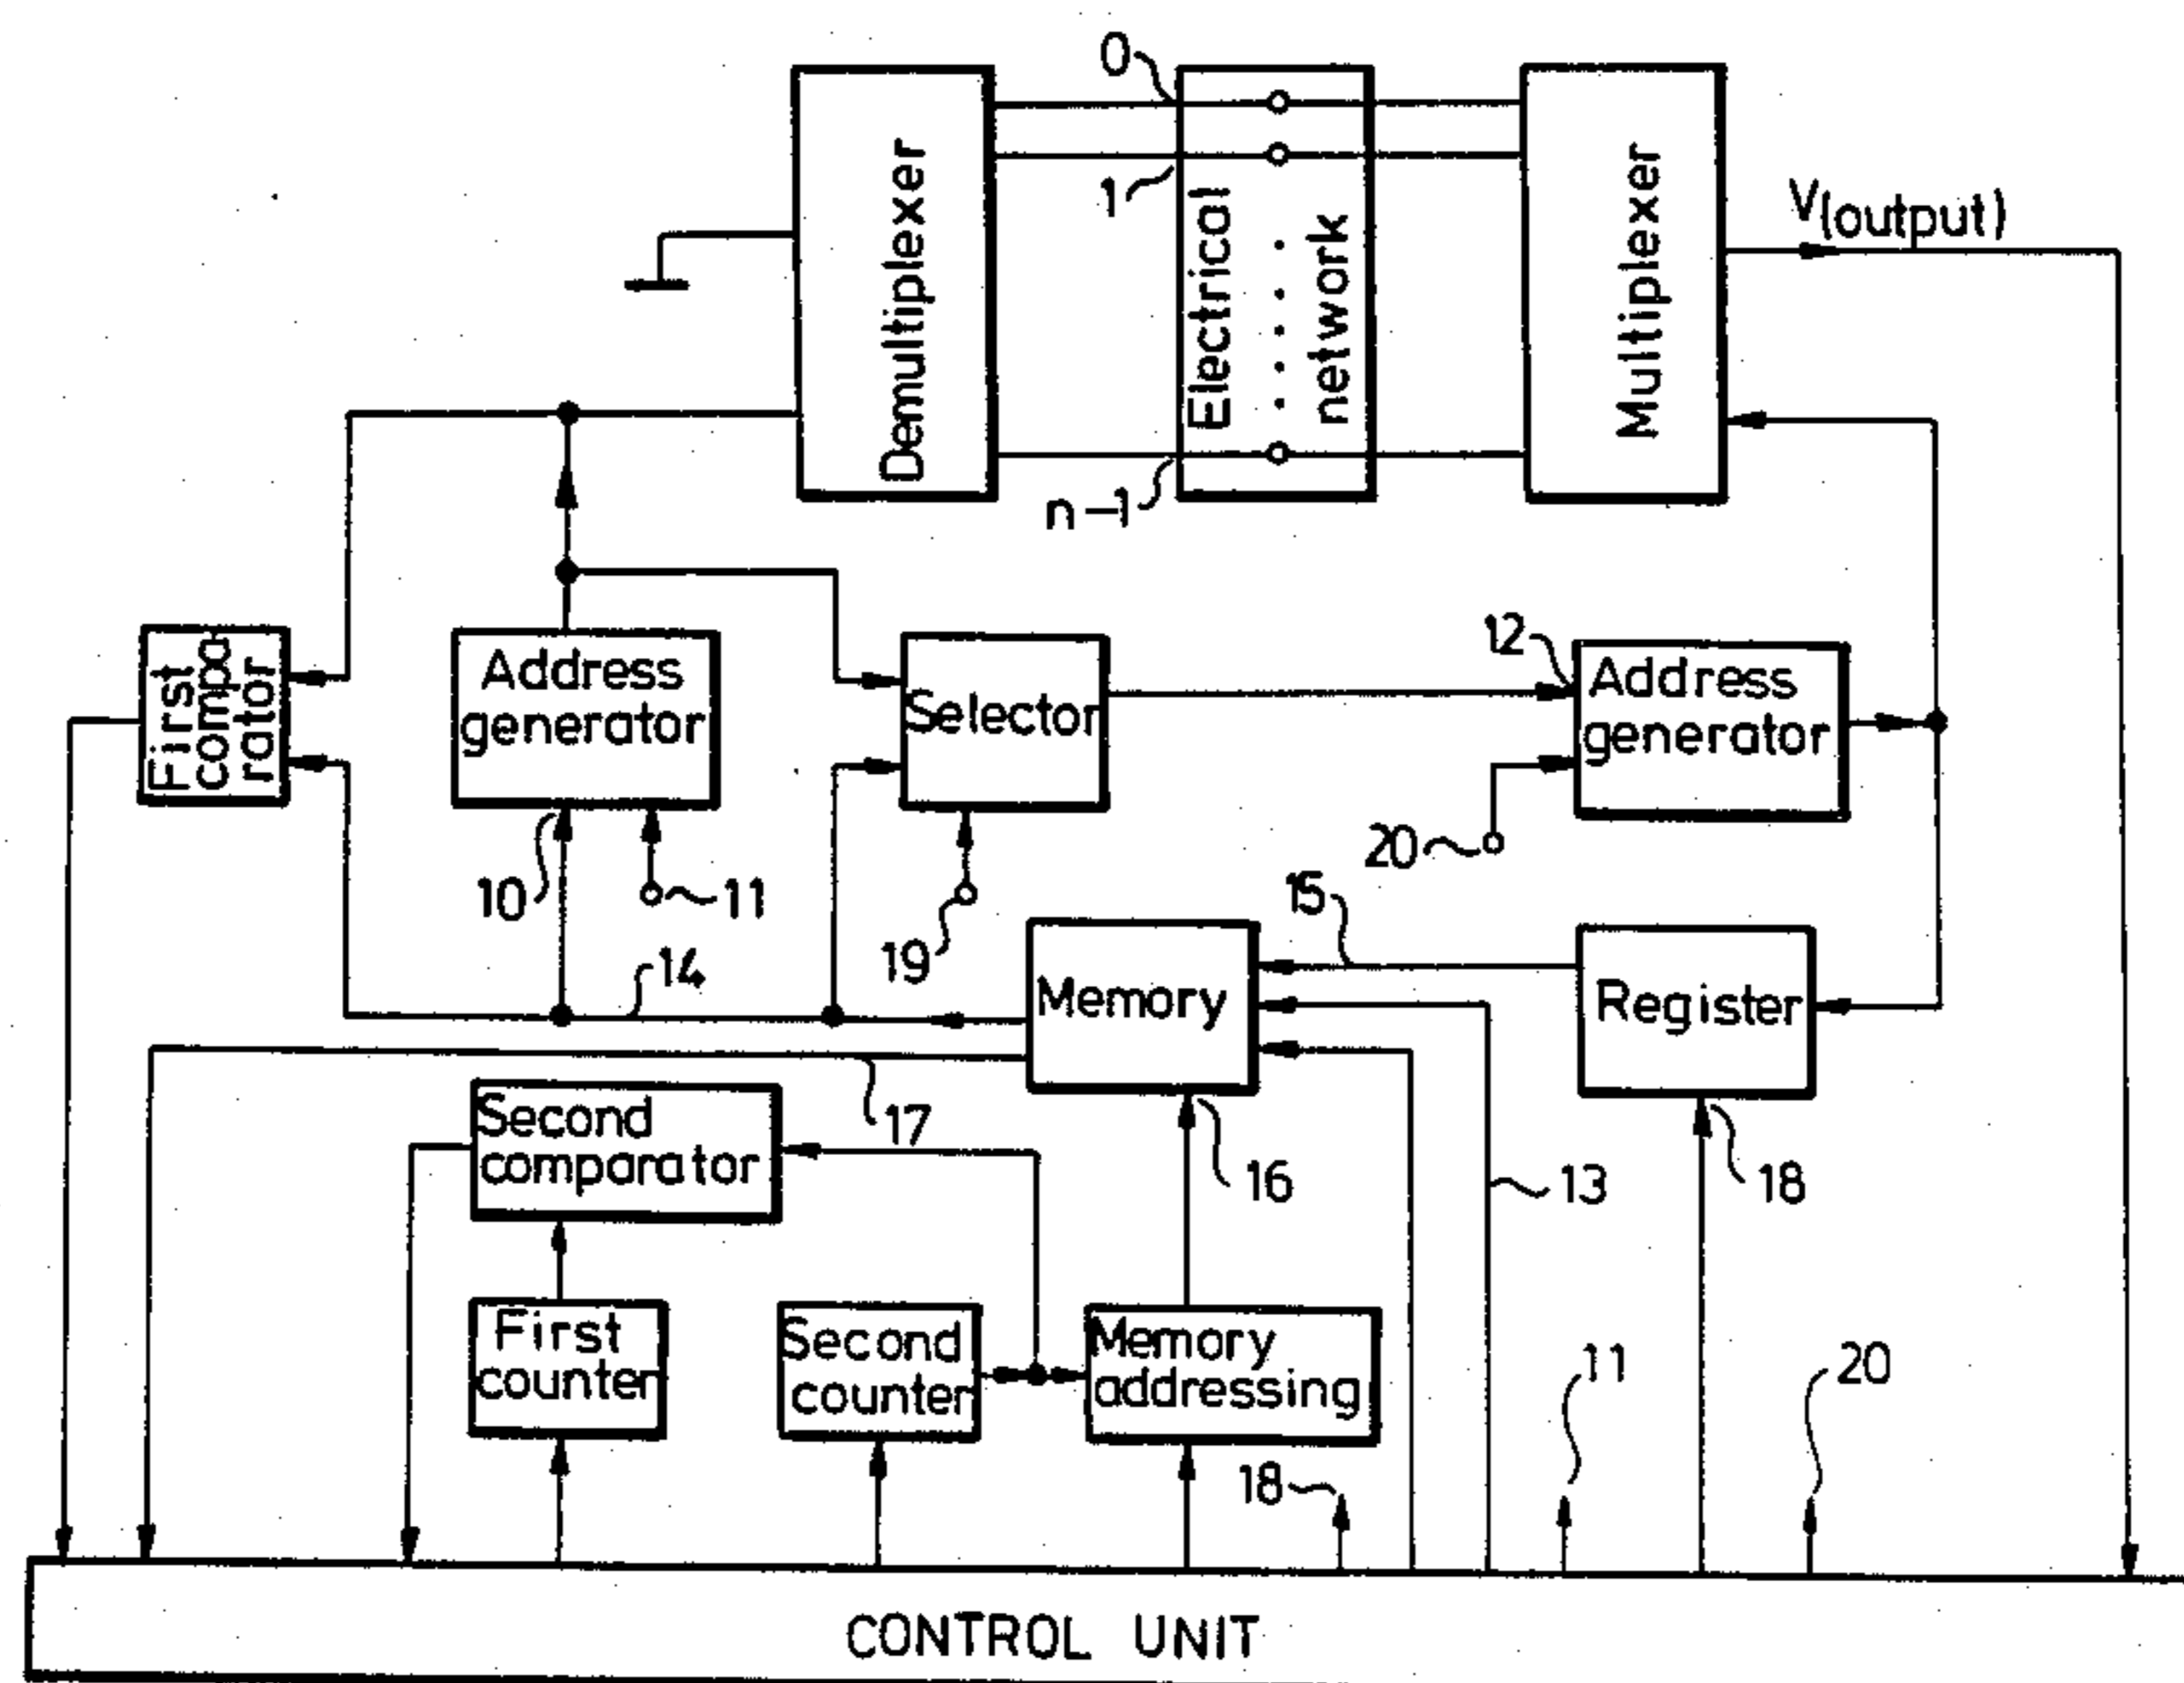 0
1
n-1
Demultiplexer
Electrical
network
Multiplexer
V(output)
First
compa
rator
Address
generator
Selector
12
Address
generator
10
11
19
20
15
14
Memory
Register
17
Second
comparator
16
13
18
First
counter
Second
counter
Memory
addressing
18
11
20
CONTROL UNIT